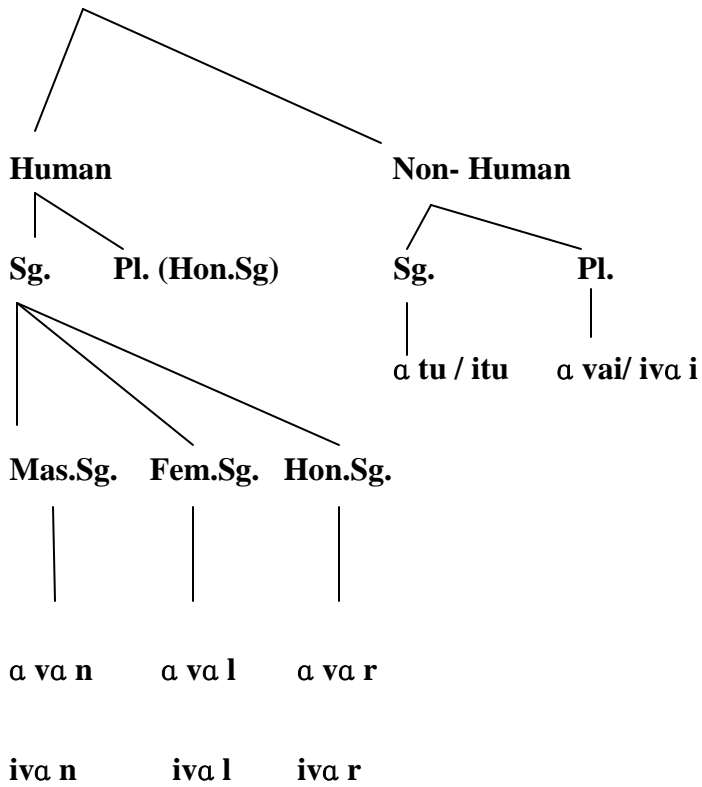 Human Non- Human
Sg. Pl. (Hon.Sg) Sg. Pl.
ɑ tu / itu ɑ vai/ ivɑ i
Mas.Sg. Fem.Sg. Hon.Sg.
ɑ vɑ n ɑ vɑ l ɑ vɑ r
ivɑ n ivɑ l ivɑ r